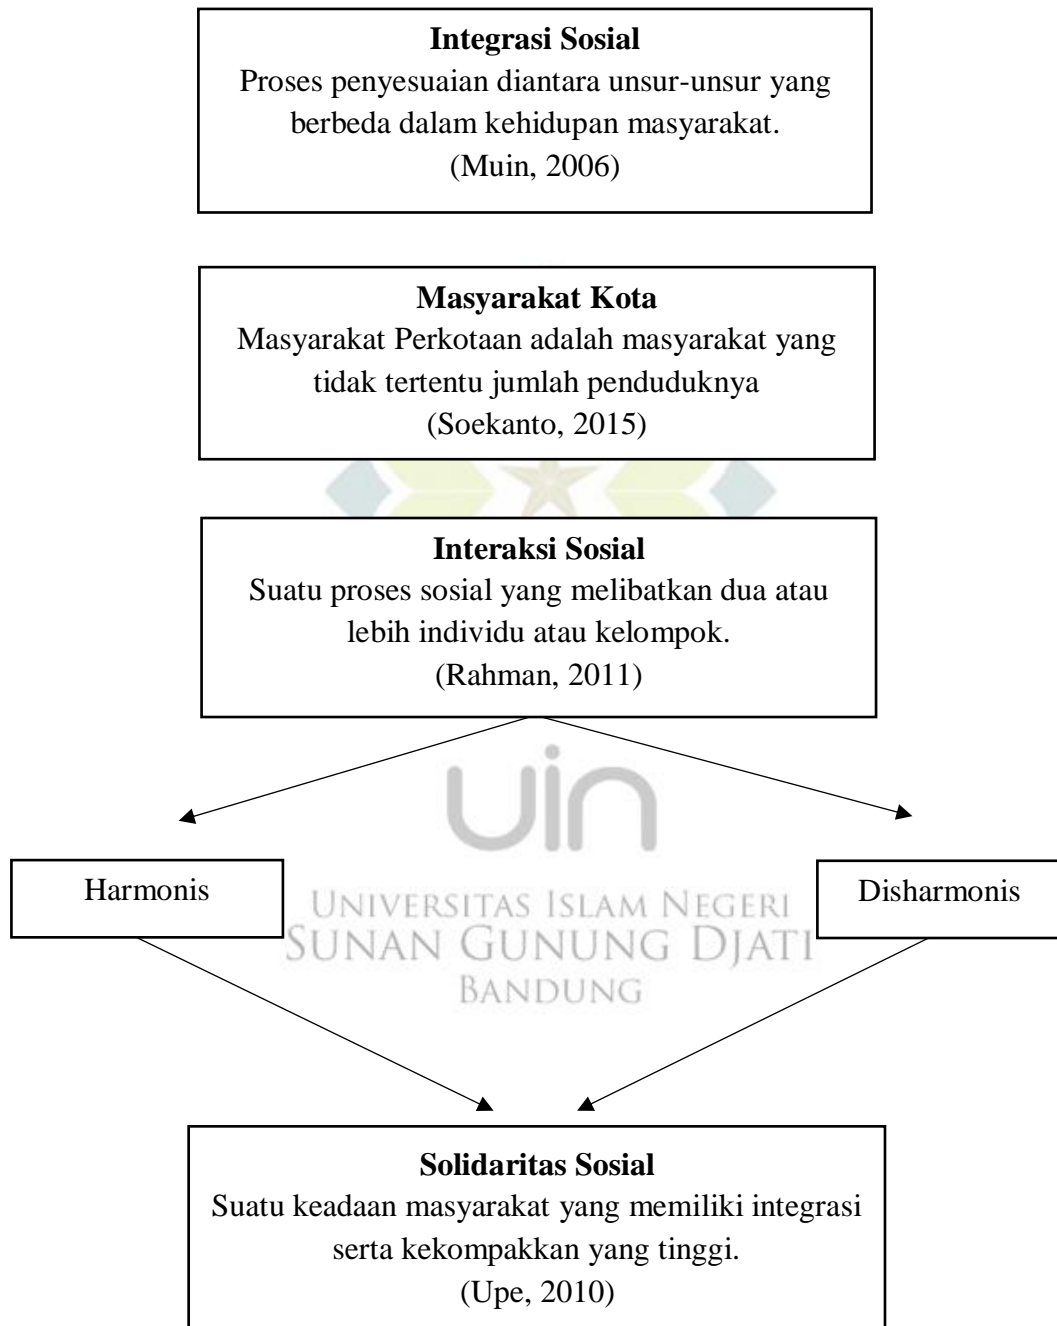 Integrasi Sosial
Proses penyesuaian diantara unsur-unsur yang
berbeda dalam kehidupan masyarakat.
(Muin, 2006)
Masyarakat Kota
Masyarakat Perkotaan adalah masyarakat yang
tidak tertentu jumlah penduduknya
(Soekanto, 2015)
Interaksi Sosial
Suatu proses sosial yang melibatkan dua atau
lebih individu atau kelompok.
(Rahman, 2011)
uin
Harmonis
Disharmonis
UNIVERSITAS ISLAM NEGERI
SUNAN GUNUNG DJATI
BANDUNG
Solidaritas Sosial
Suatu keadaan masyarakat yang memiliki integrasi
serta kekompakkan yang tinggi.
(Upe, 2010)